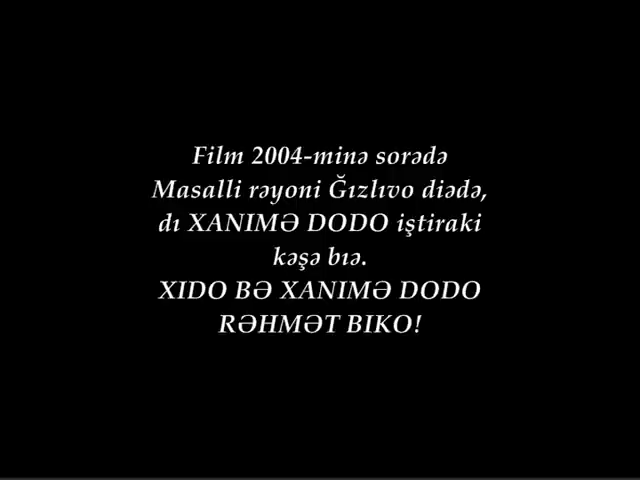 Film 2004-minə sorədə
Masalli rəyoni Ğızlıvo diədə,
dı XANIMƏ DODO iştiraki
kəşə bıə.
XIDO BƏ XANIMƏ DODO
RƏHMƏT BIKO!